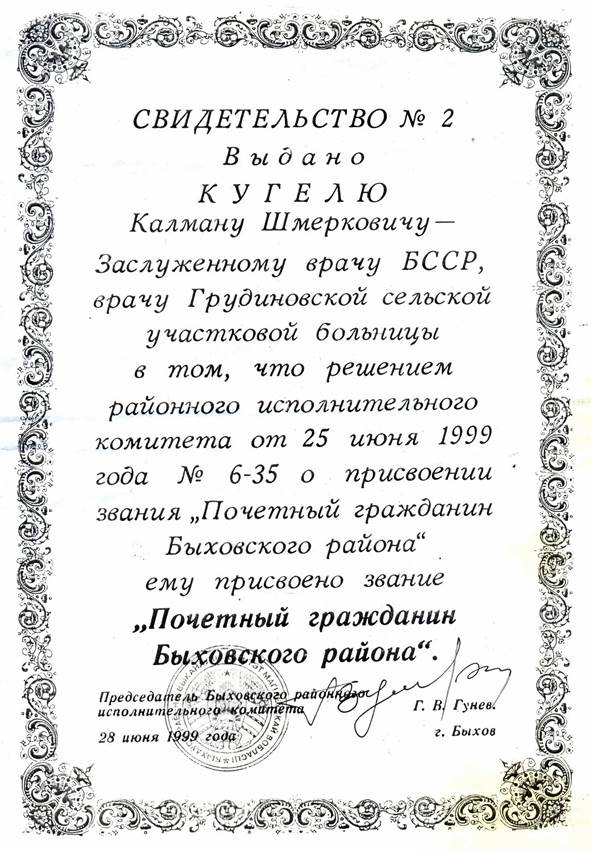 СВИДЕТЕЛЬСТВО № 2
Выдано
КУГЕЛЮ
Калману Шмерковичу —
Заслуженному врачу БССР,
врачу Грудиновской сельской
участковой больницы
в том, что решением
районного исполнительного
комитета от 25 июня 1999
года № 6-35 о присвоении
звания „Почетный гражданин
Быховского района“
ему присвоено звание
„Почетный гражданин
Быховского района“.
Председатель Быховского районного
исполнительного комитета
Г. В. Гунев.
28 июня 1999 года
г. Быхов